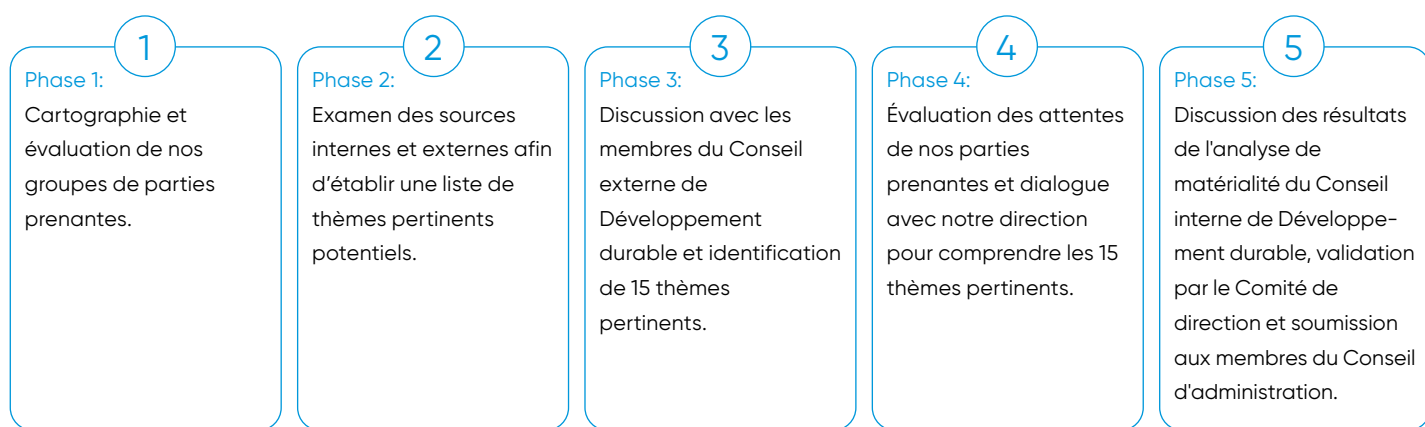 1
Phase 1:
Cartographie et
évaluation de nos
groupes de parties
prenantes.
2
Phase 2:
Examen des sources
internes et externes afin
d’établir une liste de
thèmes pertinents
potentiels.
3
Phase 3:
Discussion avec les
membres du Conseil
externe de
Développement
durable et identification
de 15 thèmes
pertinents.
4
Phase 4:
Évaluation des attentes
de nos parties
prenantes et dialogue
avec notre direction
pour comprendre les 15
thèmes pertinents.
5
Phase 5:
Discussion des résultats
de l'analyse de
matérialité du Conseil
interne de Développe-
ment durable, validation
par le Comité de
direction et soumission
aux membres du Conseil
d'administration.